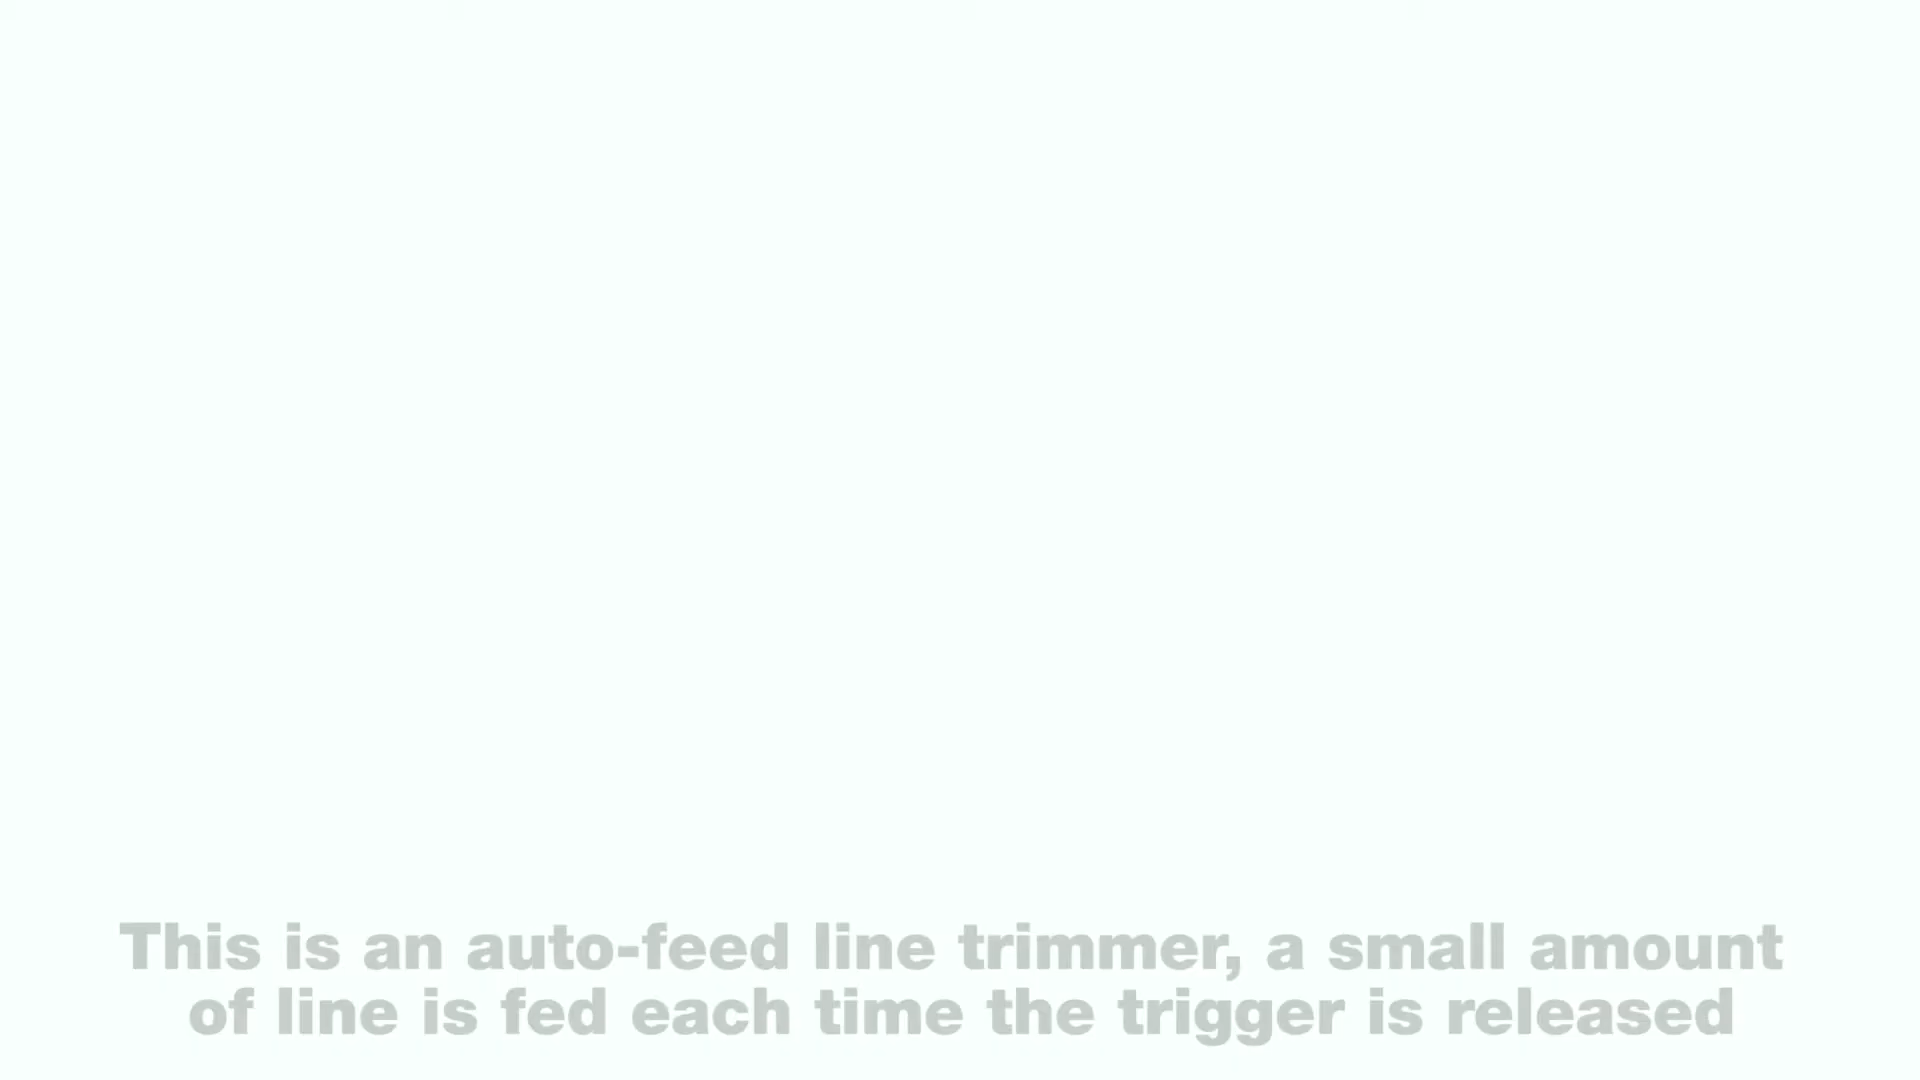 This is an auto-feed line trimmer, a small amount
of line is fed each time the trigger is released